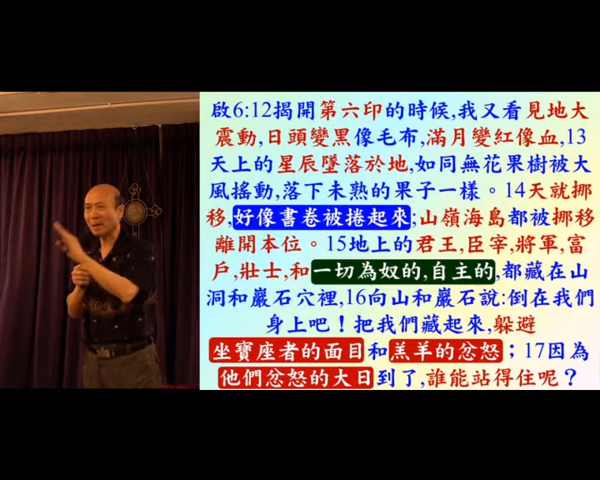 啟6:12揭開第六印的時候,我又看見地大
震動,日頭變黑像毛布,滿月變紅像血,13
天上的星辰墜落於地,如同無花果樹被大
風搖動,落下未熟的果子一樣。14天就挪
移,好像書卷被捲起來;山嶺海島都被挪移
離開本位。15地上的君王,臣宰,將軍,富
戶,壯士,和一切為奴的,自主的,都藏在山
洞和巖石穴裡,16向山和巖石說:倒在我們
身上吧！把我們藏起來,躲避
坐寶座者的面目和羔羊的忿怒；17因為
他們忿怒的大日到了,誰能站得住呢？